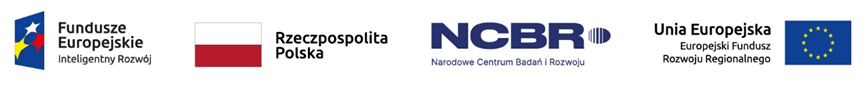 Fundusze
Europejskie
Inteligentny Rozwój
Rzeczpospolita
Polska
NCBR
Narodowe Centrum Badań i Rozwoju
Unia Europejska
Europejski Fundusz
Rozwoju Regionalnego